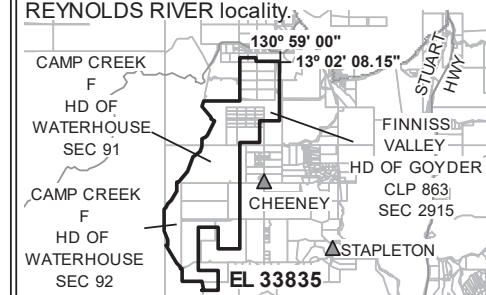 REYNOLDS RIVER locality.
130º 59' 00"
13º 02' 08.15"
CAMP CREEK
F
HD OF
WATERHOUSE
SEC 91
STUART
HWY
FINNISS
VALLEY
HD OF GOYDER
CLP 863
SEC 2915
CHEENEY
CAMP CREEK
F
HD OF
WATERHOUSE
SEC 92
STAPLETON
EL 33835